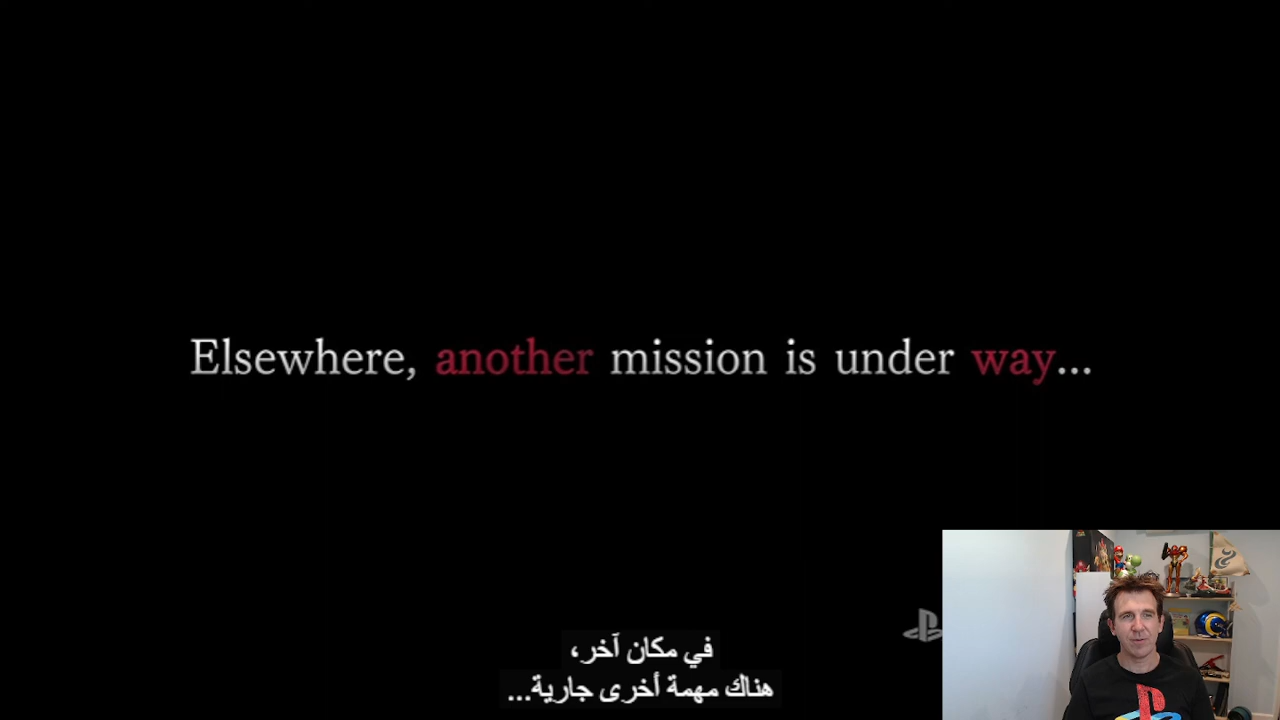 Elsewhere, another mission is under way...
في مكان آخر،
هناك مهمة أخرى جارية...